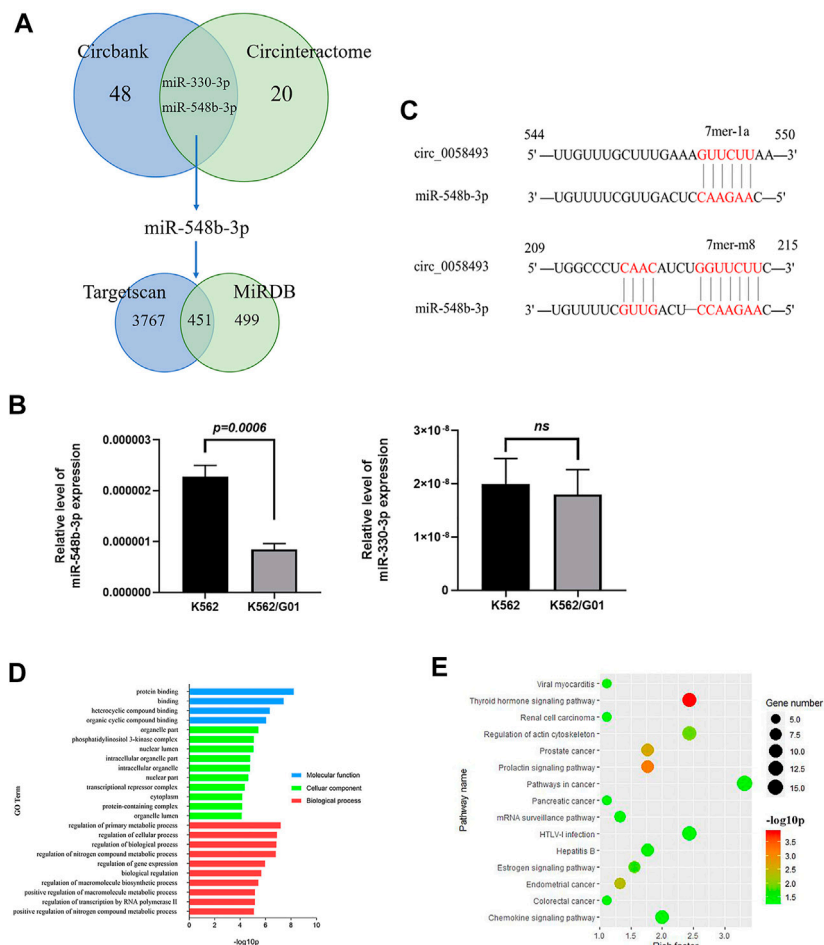 A
Circbank
Circinteractome
48
miR-330-3p
miR-548b-3p
20
miR-548b-3p
Targetscan
MiRDB
3767
451
499
C
544
7mer-1a
550
circ_0058493
5' —UUGUUUGCUUUGAAAGUUCUUAA—3'
miR-548b-3p
3' —UGUUUUCGUUGACUCCAAGAAC—5'
209
7mer-m8
215
circ_0058493
5' —UGGCCCUCAACAUCUGGUUCUUC—3'
miR-548b-3p
3' —UGUUUUCGUUGACU—CCAAGAAC—5'
B
Relative level of
miR-548b-3p expression
0.000003
0.000002
0.000001
0.000000
p=0.0006
K562
K562/G01
Relative level of
miR-330-3p expression
3×10-8
2×10-8
1×10-8
0
ns
K562
K562/G01
D
GO Term
protein binding
binding
heterocyclic compound binding
organic cyclic compound binding
organelle part
phosphatidylinositol 3-kinase complex
nuclear lumen
intracellular organelle part
intracellular organelle
nuclear part
transcriptional repressor complex
cytoplasm
protein-containing complex
organelle lumen
regulation of primary metabolic process
regulation of cellular process
regulation of biological process
regulation of nitrogen compound metabolic process
regulation of gene expression
biological regulation
regulation of macromolecule biosynthetic process
positive regulation of macromolecule metabolic process
regulation of transcription by RNA polymerase II
positive regulation of nitrogen compound metabolic process
0 2 4 6 8 10
-log10p
Molecular function
Celluar component
Biological process
E
Pathway name
Viral myocarditis
Thyroid hormone signaling pathway
Renal cell carcinoma
Regulation of actin cytoskeleton
Prostate cancer
Prolactin signaling pathway
Pathways in cancer
Pancreatic cancer
mRNA surveillance pathway
HTLV-I infection
Hepatitis B
Estrogen signaling pathway
Endometrial cancer
Colorectal cancer
Chemokine signaling pathway
1.0 1.5 2.0 2.5 3.0
Gene number
5.0
7.5
10.0
12.5
15.0
-log10p
3.5
3.0
2.5
2.0
1.5